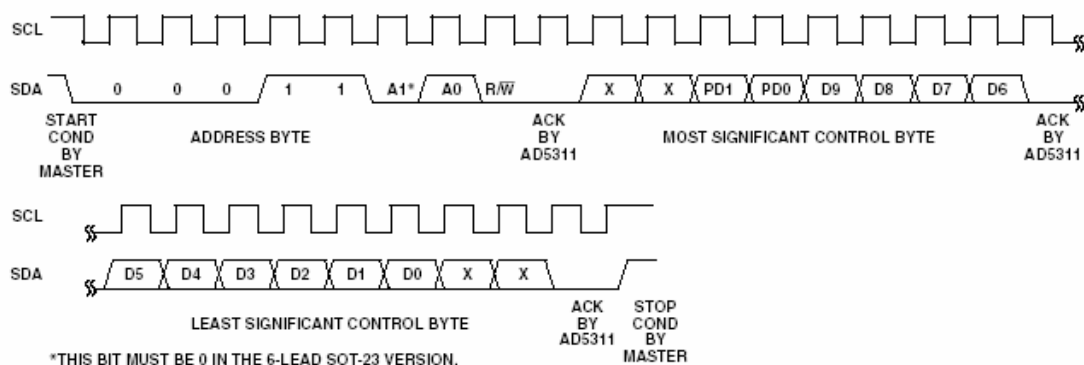 SCL
SDA 0 0 0 1 1 A1* A0 R/W̅ X X PD1 PD0 D9 D8 D7 D6
START COND BY MASTER
ADDRESS BYTE
ACK BY AD5311
MOST SIGNIFICANT CONTROL BYTE
ACK BY AD5311
SCL
SDA D5 D4 D3 D2 D1 D0 X X
LEAST SIGNIFICANT CONTROL BYTE
ACK BY AD5311
STOP COND BY MASTER
*THIS BIT MUST BE 0 IN THE 6-LEAD SOT-23 VERSION.